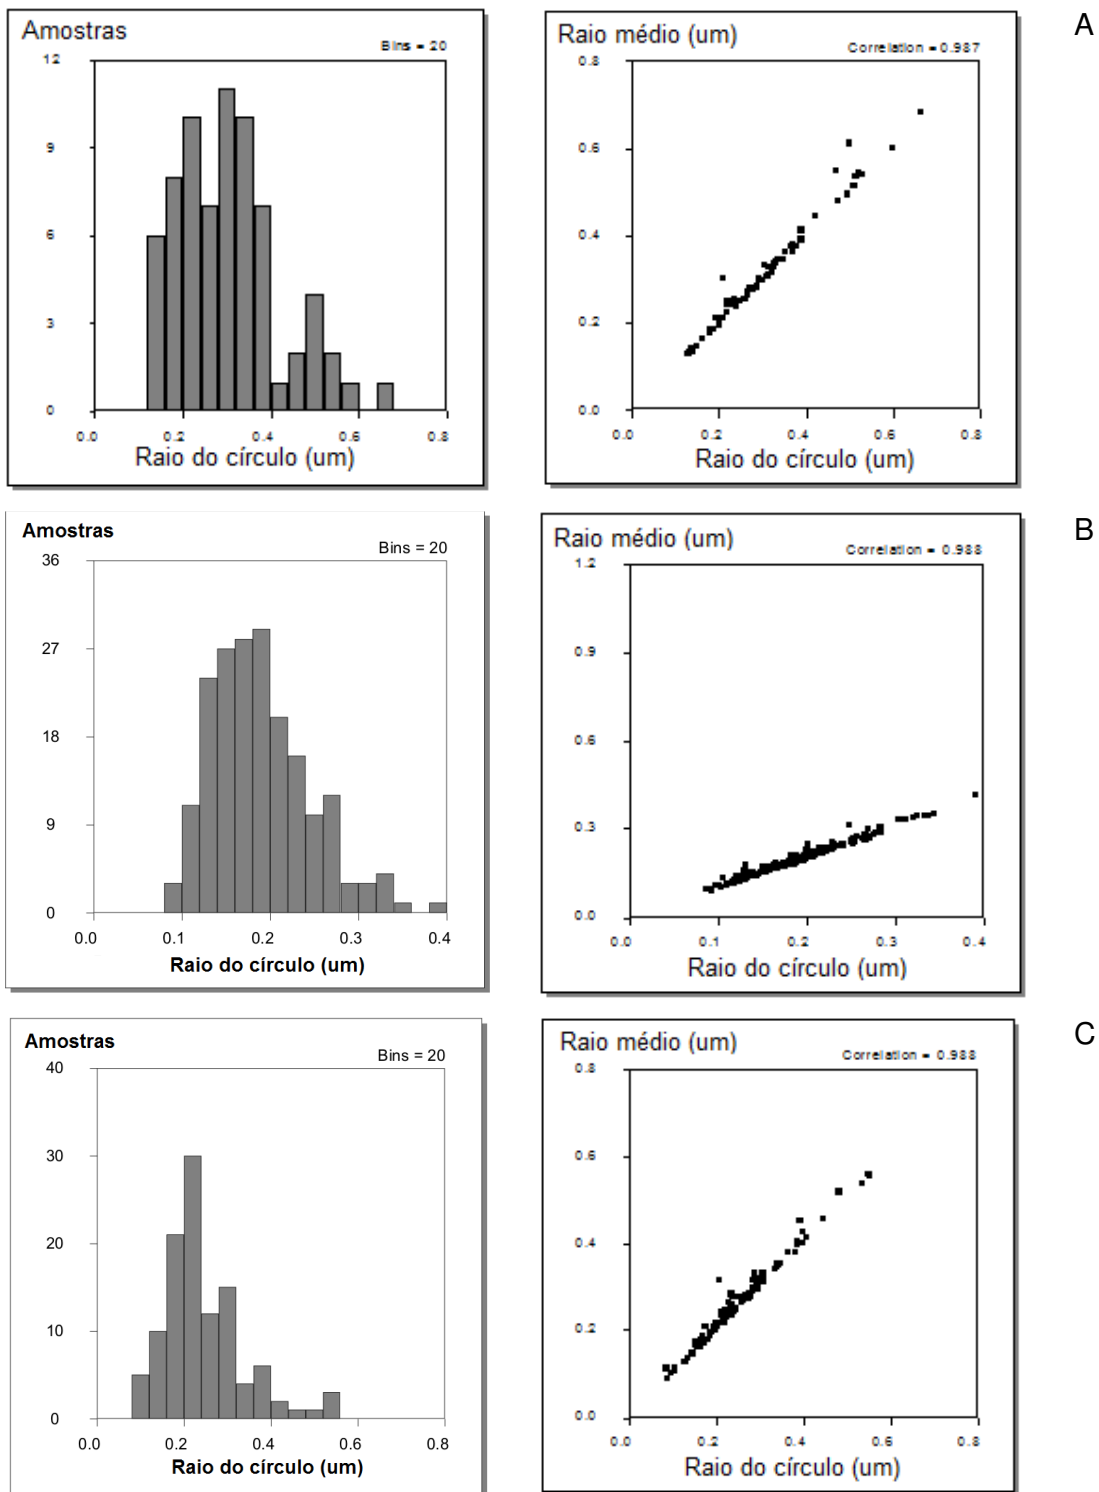 Amostras
Bins = 20
12
9
6
3
0
0.0 0.2 0.4 0.6 0.8
Raio do círculo (um)
Raio médio (um)
Correlation = 0.987
0.8
0.6
0.4
0.2
0.0
0.0 0.2 0.4 0.6 0.8
Raio do círculo (um)
A
Amostras
Bins = 20
36
27
18
9
0
0.0 0.1 0.2 0.3 0.4
Raio do círculo (um)
Raio médio (um)
Correlation = 0.988
1.2
0.9
0.6
0.3
0.0
0.0 0.1 0.2 0.3 0.4
Raio do círculo (um)
B
Amostras
Bins = 20
40
30
20
10
0
0.0 0.2 0.4 0.6 0.8
Raio do círculo (um)
Raio médio (um)
Correlation = 0.988
0.8
0.6
0.4
0.2
0.0
0.0 0.2 0.4 0.6 0.8
Raio do círculo (um)
C